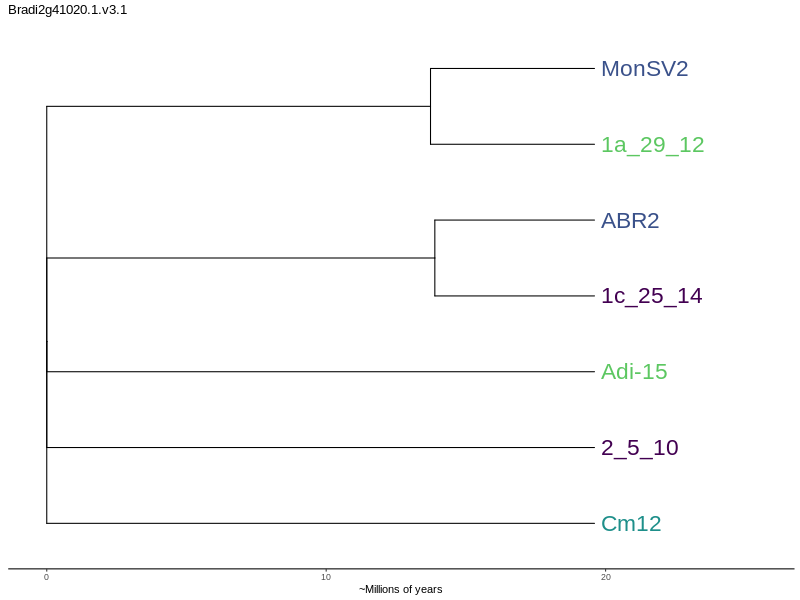 Bradi2g41020.1.v3.1
MonSV2
1a_29_12
ABR2
1c_25_14
Adi-15
2_5_10
Cm12
0 10 20
~Millions of years